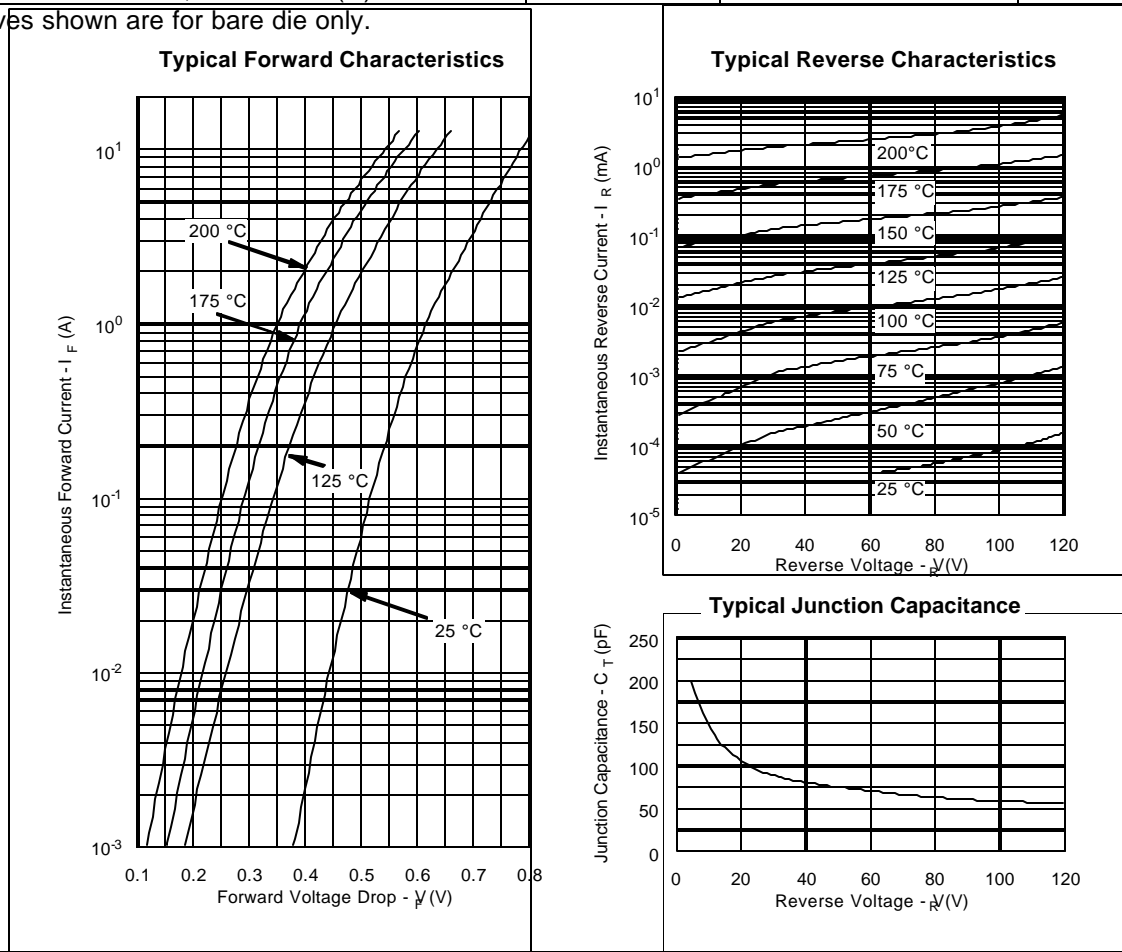 ves shown are for bare die only.
Typical Forward Characteristics
Instantaneous Forward Current - I F (A)
10¹
10⁰
10⁻¹
10⁻²
10⁻³
200 °C
175 °C
125 °C
25 °C
0.1 0.2 0.3 0.4 0.5 0.6 0.7 0.8
Forward Voltage Drop - VF (V)
Typical Reverse Characteristics
Instantaneous Reverse Current - I R (mA)
10¹
10⁰
10⁻¹
10⁻²
10⁻³
10⁻⁴
10⁻⁵
200°C
175 °C
150 °C
125 °C
100 °C
75 °C
50 °C
25 °C
0 20 40 60 80 100 120
Reverse Voltage - VR (V)
Typical Junction Capacitance
Junction Capacitance - C T (pF)
250
200
150
100
50
0
0 20 40 60 80 100 120
Reverse Voltage - VR (V)